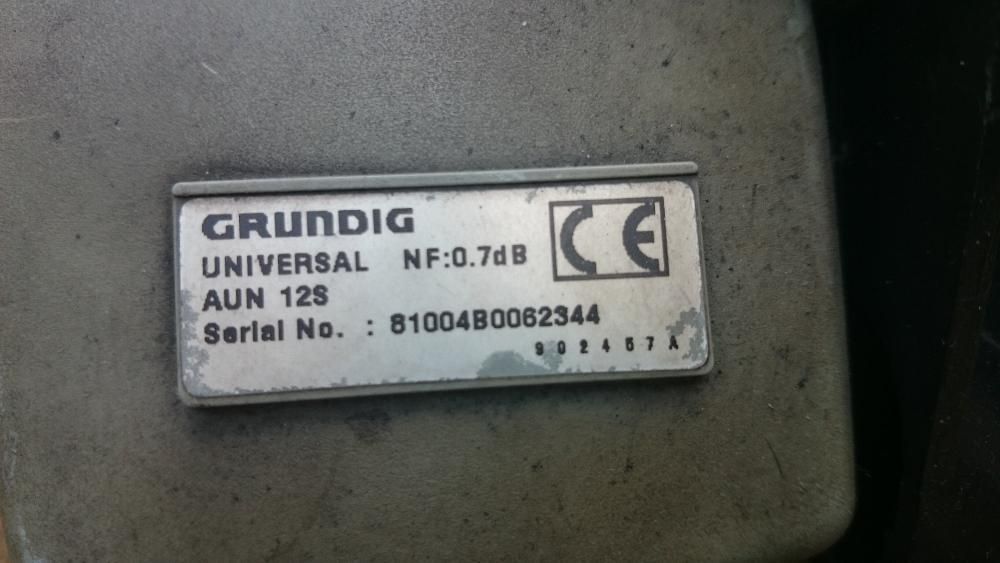 GRUNDIG
UNIVERSAL NF:0.7dB
AUN 12S
Serial No. : 81004B0062344
902457A
CE